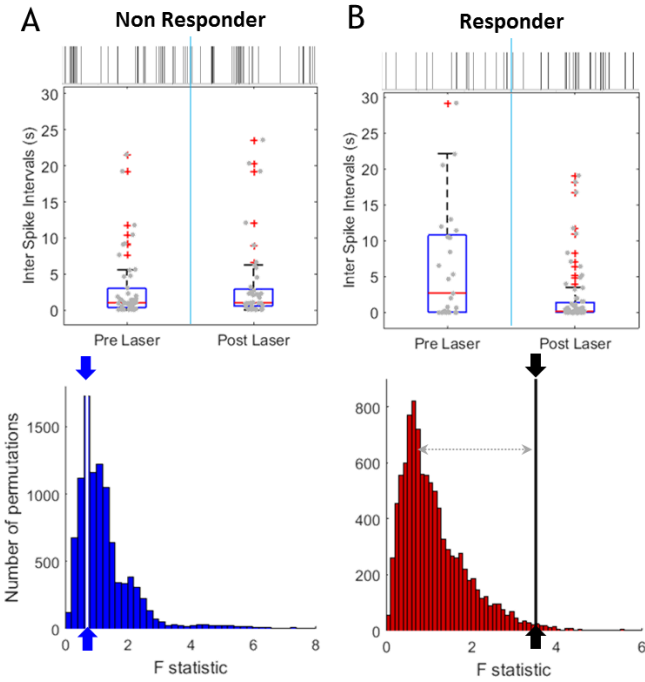 A
Non Responder
B
Responder
Inter Spike Intervals (s)
30
25
20
15
10
5
0
Pre Laser
Post Laser
Inter Spike Intervals (s)
30
25
20
15
10
5
0
Pre Laser
Post Laser
Number of permutations
1500
1000
500
0
0 2 4 6 8
F statistic
800
600
400
200
0
0 2 4 6
F statistic